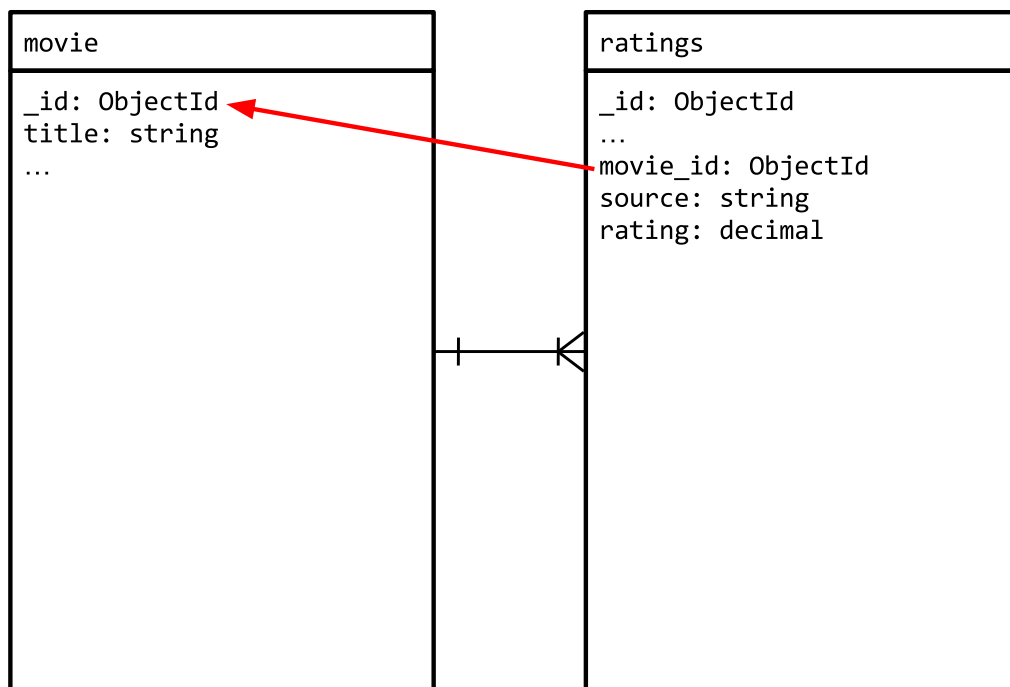 movie
_id: ObjectId
title: string
…
ratings
_id: ObjectId
…
movie_id: ObjectId
source: string
rating: decimal